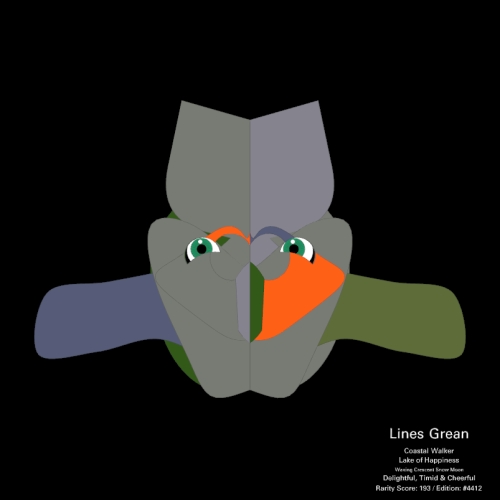 Lines Grean
Coastal Walker
Lake of Happiness
Waxing Crescent Snow Moon
Delightful, Timid & Cheerful
Rarity Score: 193 / Edition: #4412